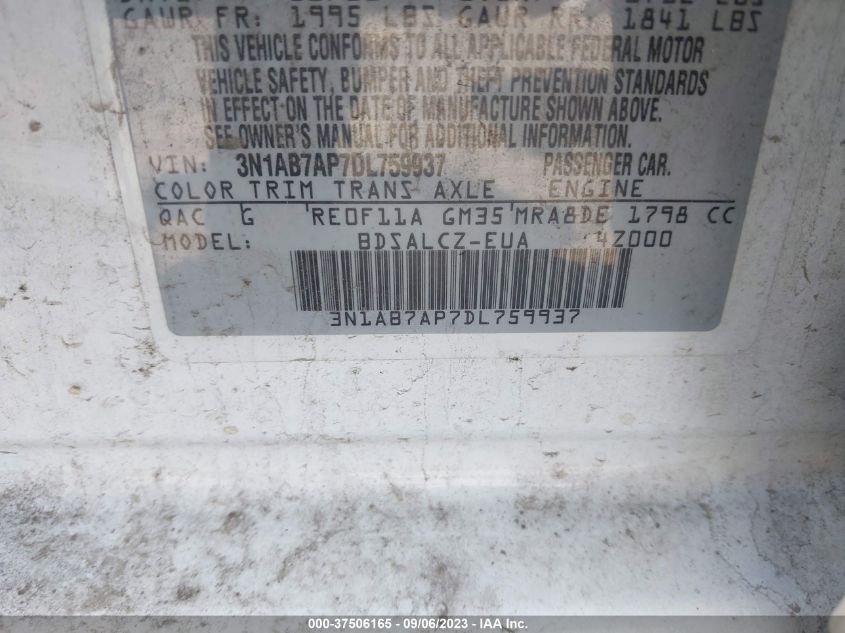 GAWR FR: 1995 LBS GAWR RR: 1841 LBS
THIS VEHICLE CONFORMS TO ALL APPLICABLE FEDERAL MOTOR
VEHICLE SAFETY, BUMPER AND THEFT PREVENTION STANDARDS
IN EFFECT ON THE DATE OF MANUFACTURE SHOWN ABOVE.
SEE OWNER'S MANUAL FOR ADDITIONAL INFORMATION.
VIN: 3N1AB7AP7DL759937 PASSENGER CAR.
COLOR TRIM TRANS AXLE ENGINE
QAC G REOF11A GM35 MRA8DE 1798 CC
MODEL: BDSALCZ-EUA 4Z000
3N1AB7AP7DL759937
000-37506165 - 09/06/2023 - IAA, Inc.